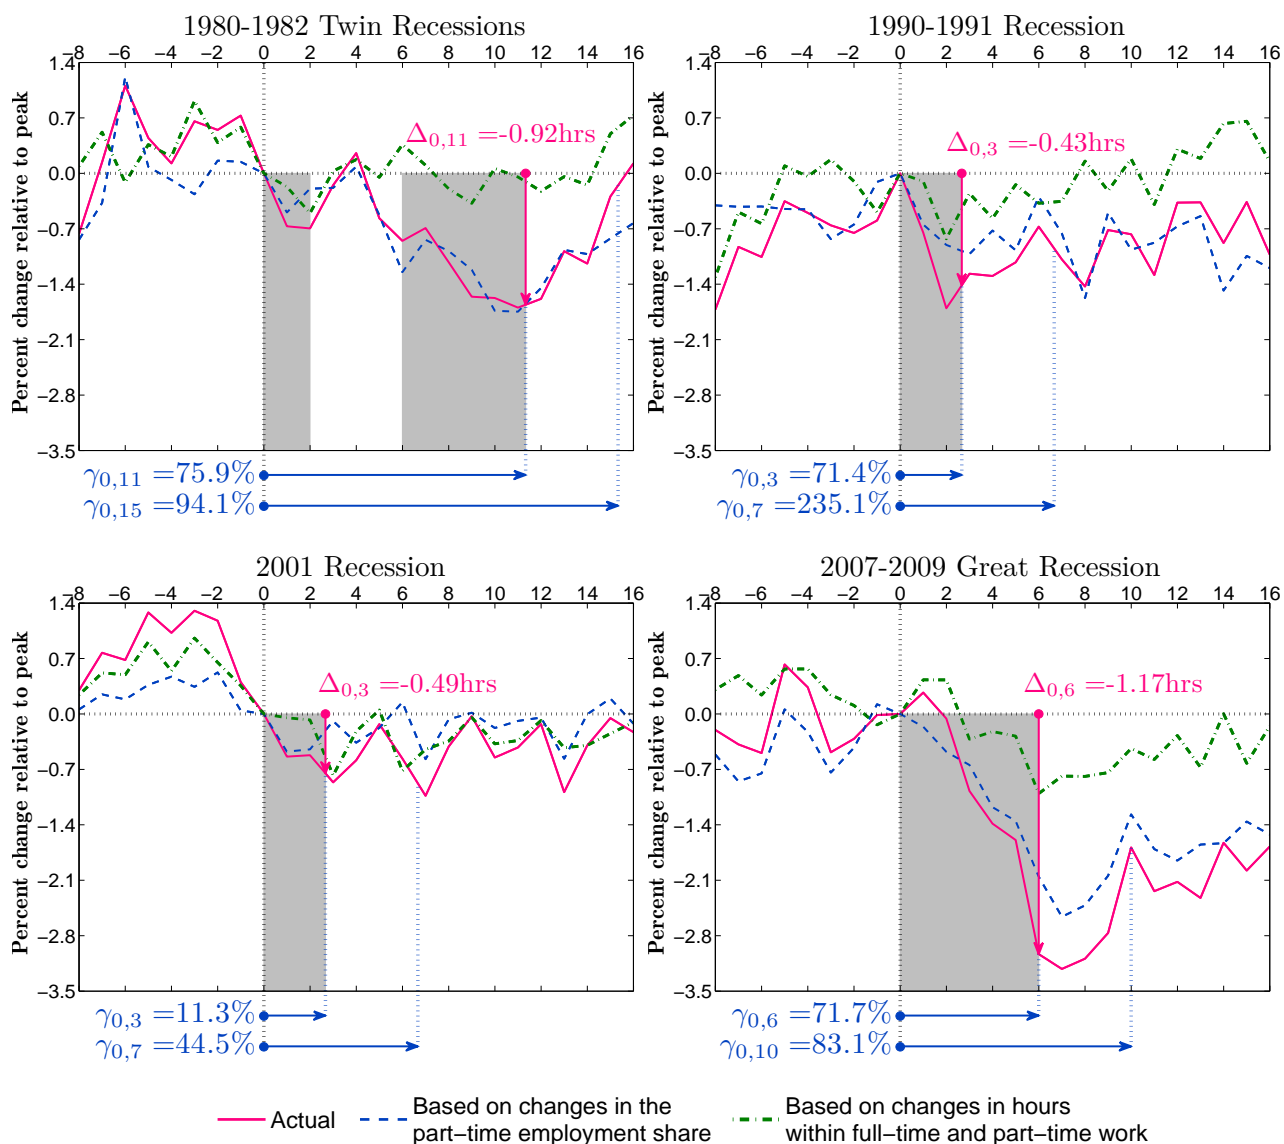 1980-1982 Twin Recessions
−8 −6 −4 −2 0 2 4 6 8 10 12 14 16
Percent change relative to peak
1.4
0.7
0.0
−0.7
−1.4
−2.1
−2.8
−3.5
Δ0,11 =-0.92hrs
γ0,11 =75.9%
γ0,15 =94.1%
1990-1991 Recession
−8 −6 −4 −2 0 2 4 6 8 10 12 14 16
Percent change relative to peak
1.4
0.7
0.0
−0.7
−1.4
−2.1
−2.8
−3.5
Δ0,3 =-0.43hrs
γ0,3 =71.4%
γ0,7 =235.1%
2001 Recession
−8 −6 −4 −2 0 2 4 6 8 10 12 14 16
Percent change relative to peak
1.4
0.7
0.0
−0.7
−1.4
−2.1
−2.8
−3.5
Δ0,3 =-0.49hrs
γ0,3 =11.3%
γ0,7 =44.5%
2007-2009 Great Recession
−8 −6 −4 −2 0 2 4 6 8 10 12 14 16
Percent change relative to peak
1.4
0.7
0.0
−0.7
−1.4
−2.1
−2.8
−3.5
Δ0,6 =-1.17hrs
γ0,6 =71.7%
γ0,10 =83.1%
Actual
Based on changes in the
part−time employment share
Based on changes in hours
within full−time and part−time work